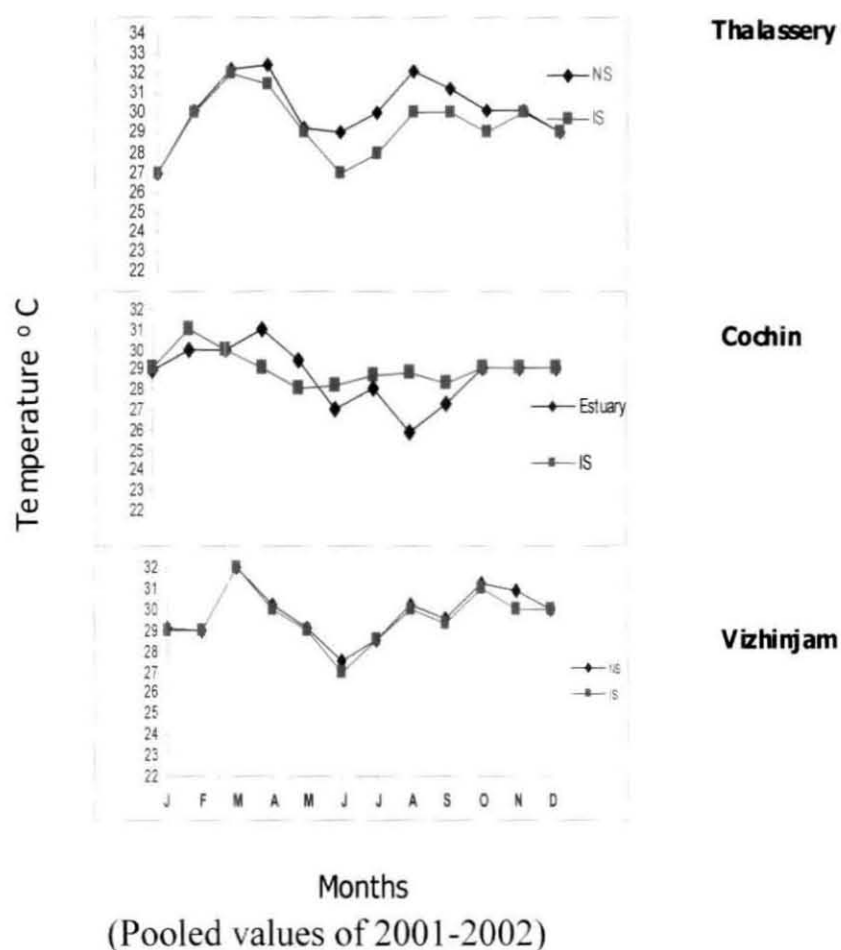 Thalassery
34
33
32
31
30
29
28
27
26
25
24
23
22
NS
IS
Temperature °C
Cochin
32
31
30
29
28
27
26
25
24
23
22
Estuary
IS
Vizhinjam
32
31
30
29
28
27
26
25
24
23
22
NS
IS
J F M A M J J A S O N D
Months
(Pooled values of 2001-2002)